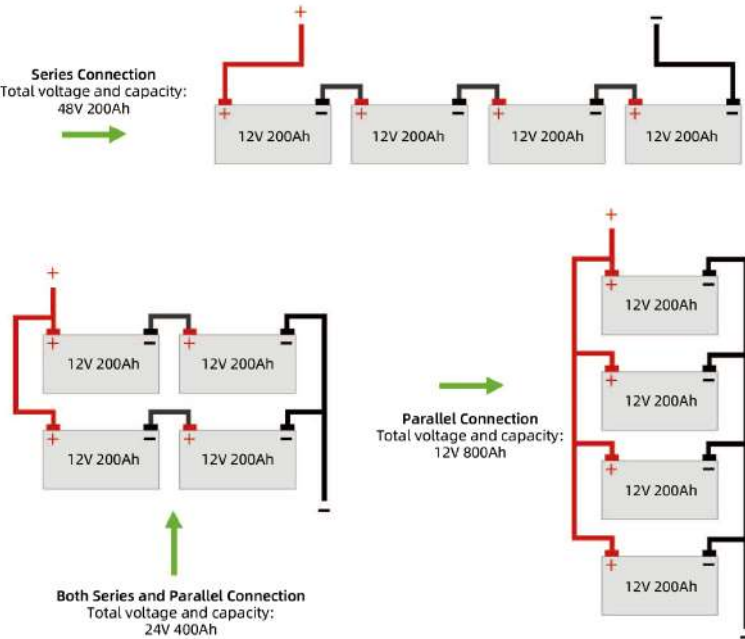 Series Connection
Total voltage and capacity:
48V 200Ah
+
−
+ − + − + − + −
12V 200Ah 12V 200Ah 12V 200Ah 12V 200Ah
+
+ − + −
12V 200Ah 12V 200Ah
+ − + −
12V 200Ah 12V 200Ah
−
Both Series and Parallel Connection
Total voltage and capacity:
24V 400Ah
Parallel Connection
Total voltage and capacity:
12V 800Ah
+
+ −
12V 200Ah
+ −
12V 200Ah
+ −
12V 200Ah
+ −
12V 200Ah
−